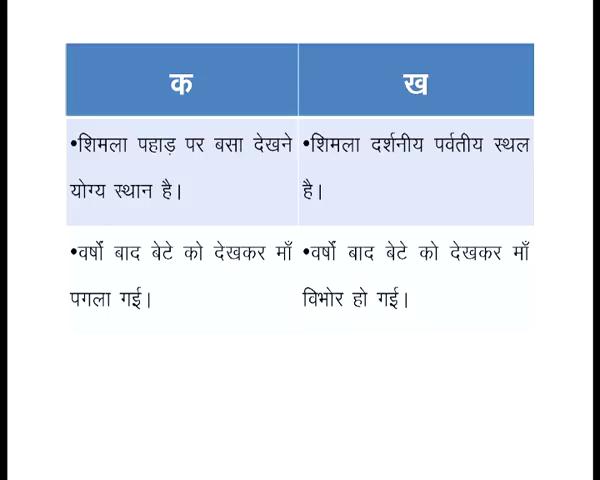 क
ख
•शिमला पहाड़ पर बसा देखने
योग्य स्थान है।
•शिमला दर्शनीय पर्वतीय स्थल
है।
•वर्षों बाद बेटे को देखकर माँ
पगला गई।
•वर्षों बाद बेटे को देखकर माँ
विभोर हो गई।